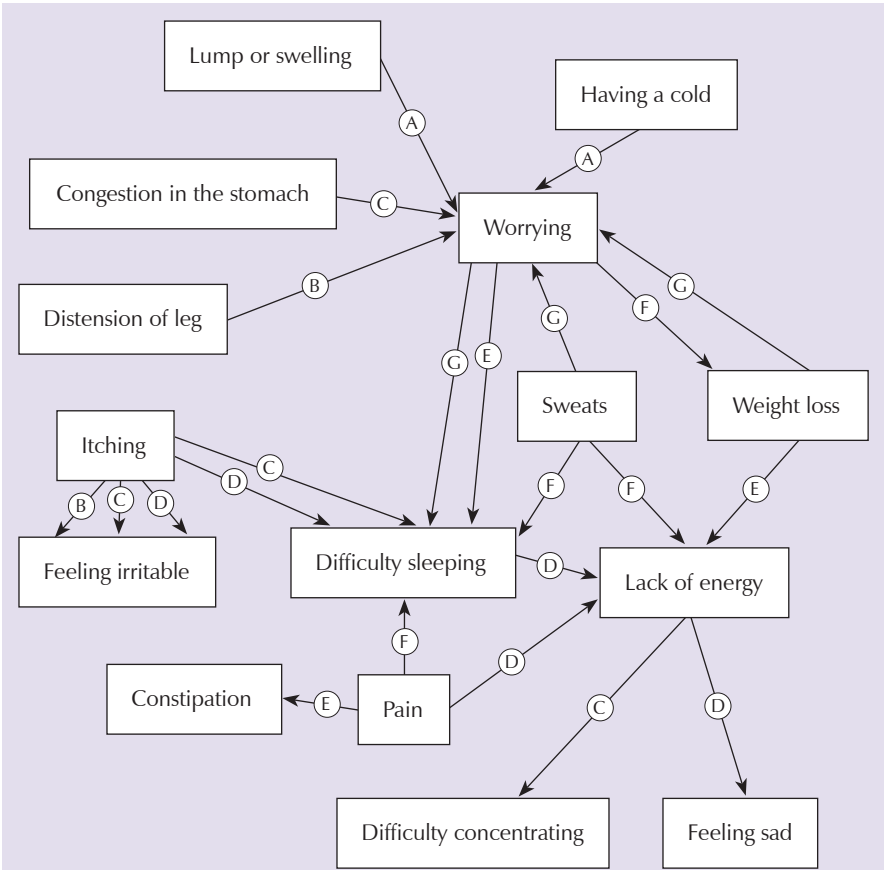 Lump or swelling
Having a cold
A
A
Congestion in the stomach
C
Worrying
B
G
F
Distension of leg
G
G
E
Sweats
Weight loss
Itching
C
D
F
F
E
B
C
D
Difficulty sleeping
Feeling irritable
D
Lack of energy
F
D
Constipation
E
Pain
C
D
Difficulty concentrating
Feeling sad